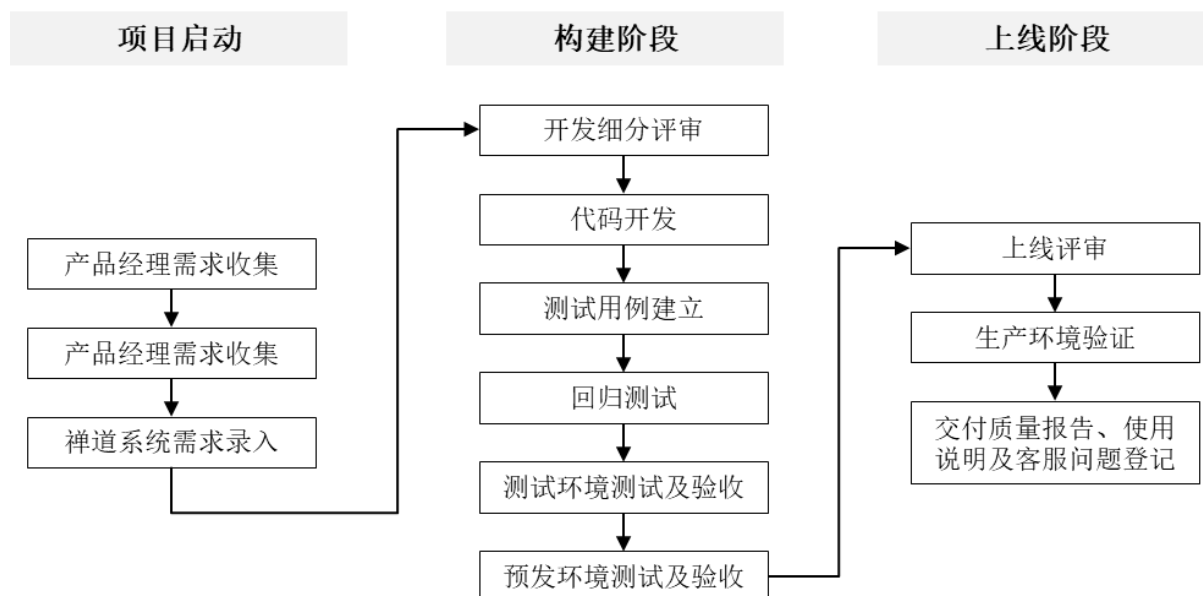 项目启动
产品经理需求收集
产品经理需求收集
禅道系统需求录入
构建阶段
开发细分评审
代码开发
测试用例建立
回归测试
测试环境测试及验收
预发环境测试及验收
上线阶段
上线评审
生产环境验证
交付质量报告、使用
说明及客服问题登记